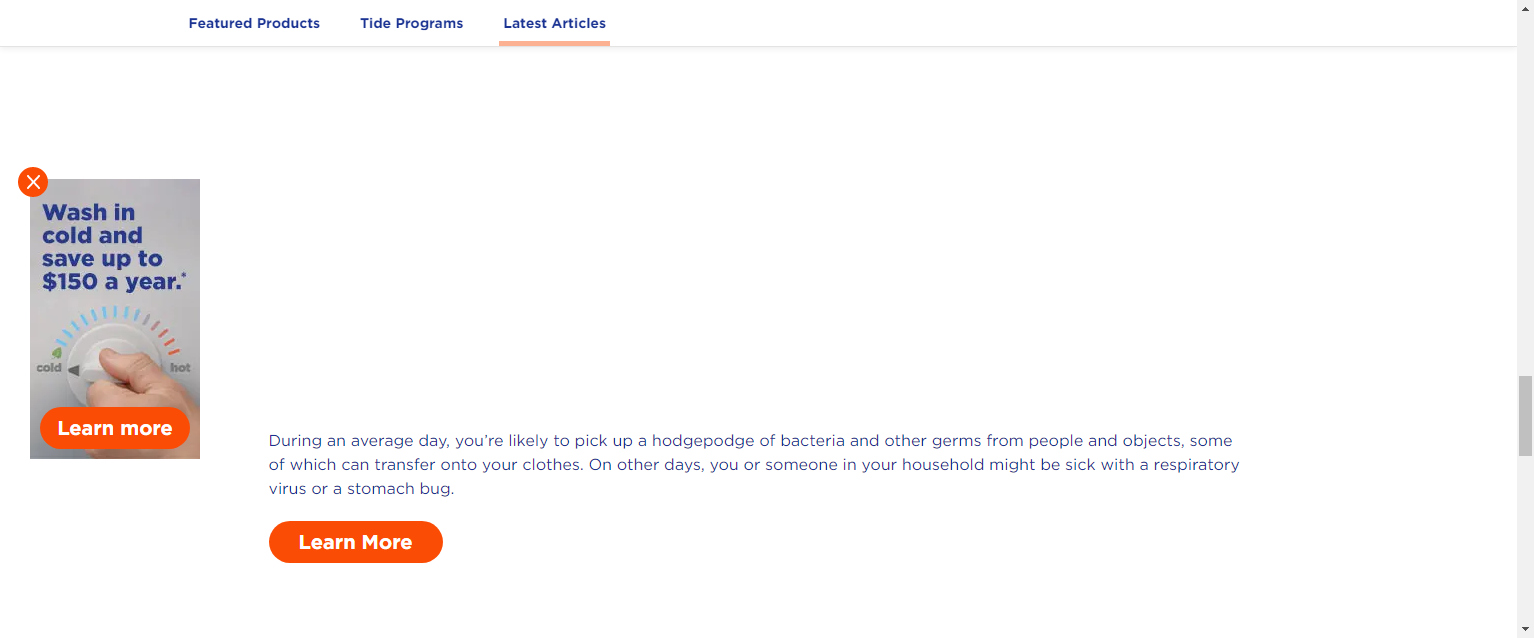 Featured Products Tide Programs Latest Articles
Wash in
cold and
save up to
$150 a year.*
cold hot
Learn more
During an average day, you’re likely to pick up a hodgepodge of bacteria and other germs from people and objects, some
of which can transfer onto your clothes. On other days, you or someone in your household might be sick with a respiratory
virus or a stomach bug.
Learn More